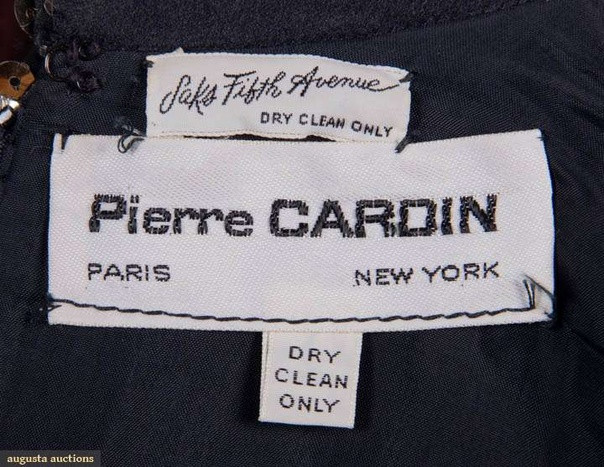 Saks Fifth Avenue
DRY CLEAN ONLY
Pierre CARDIN
PARIS NEW YORK
DRY
CLEAN
ONLY
augusta auctions